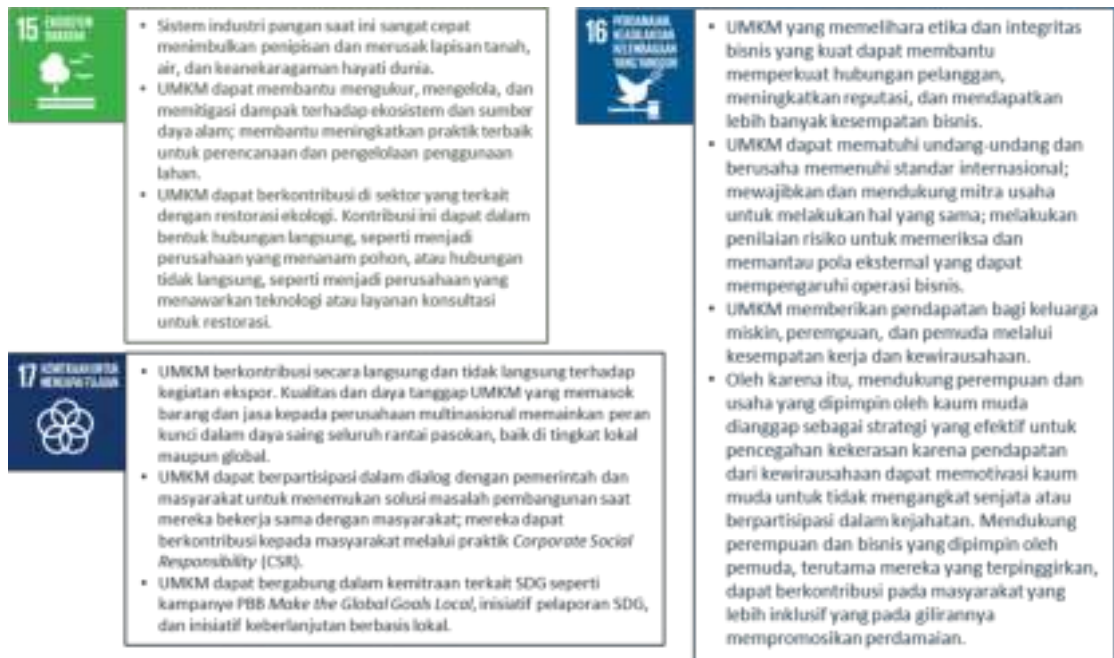 15 EKOSISTEM
DARATAN
• Sistem industri pangan saat ini sangat cepat
menimbulkan penipisan dan merusak lapisan tanah,
air, dan keanekaragaman hayati dunia.
• UMKM dapat membantu mengukur, mengelola, dan
memitigasi dampak terhadap ekosistem dan sumber
daya alam; membantu meningkatkan praktik terbaik
untuk perencanaan dan pengelolaan penggunaan
lahan.
• UMKM dapat berkontribusi di sektor yang terkait
dengan restorasi ekologi. Kontribusi ini dapat dalam
bentuk hubungan langsung, seperti menjadi
perusahaan yang menanam pohon, atau hubungan
tidak langsung, seperti menjadi perusahaan yang
menawarkan teknologi atau layanan konsultasi
untuk restorasi.
17 KEMITRAAN UNTUK
MENCAPAI TUJUAN
• UMKM berkontribusi secara langsung dan tidak langsung terhadap
kegiatan ekspor. Kualitas dan daya tanggap UMKM yang memasok
barang dan jasa kepada perusahaan multinasional memainkan peran
kunci dalam daya saing seluruh rantai pasokan, baik di tingkat lokal
maupun global.
• UMKM dapat berpartisipasi dalam dialog dengan pemerintah dan
masyarakat untuk menemukan solusi masalah pembangunan saat
mereka bekerja sama dengan masyarakat; mereka dapat
berkontribusi kepada masyarakat melalui praktik Corporate Social
Responsibility (CSR).
• UMKM dapat bergabung dalam kemitraan terkait SDG seperti
kampanye PBB Make the Global Goals Local, inisiatif pelaporan SDG,
dan inisiatif keberlanjutan berbasis lokal.
16 PERDAMAIAN,
KEADILAN DAN
KELEMBAGAAN
YANG TANGGUH
• UMKM yang memelihara etika dan integritas
bisnis yang kuat dapat membantu
memperkuat hubungan pelanggan,
meningkatkan reputasi, dan mendapatkan
lebih banyak kesempatan bisnis.
• UMKM dapat mematuhi undang-undang dan
berusaha memenuhi standar internasional;
mewajibkan dan mendukung mitra usaha
untuk melakukan hal yang sama; melakukan
penilaian risiko untuk memeriksa dan
memantau pola eksternal yang dapat
mempengaruhi operasi bisnis.
• UMKM memberikan pendapatan bagi keluarga
miskin, perempuan, dan pemuda melalui
kesempatan kerja dan kewirausahaan.
• Oleh karena itu, mendukung perempuan dan
usaha yang dipimpin oleh kaum muda
dianggap sebagai strategi yang efektif untuk
pencegahan kekerasan karena pendapatan
dari kewirausahaan dapat memotivasi kaum
muda untuk tidak mengangkat senjata atau
berpartisipasi dalam kejahatan. Mendukung
perempuan dan bisnis yang dipimpin oleh
pemuda, terutama mereka yang terpinggirkan,
dapat berkontribusi pada masyarakat yang
lebih inklusif yang pada gilirannya
mempromosikan perdamaian.